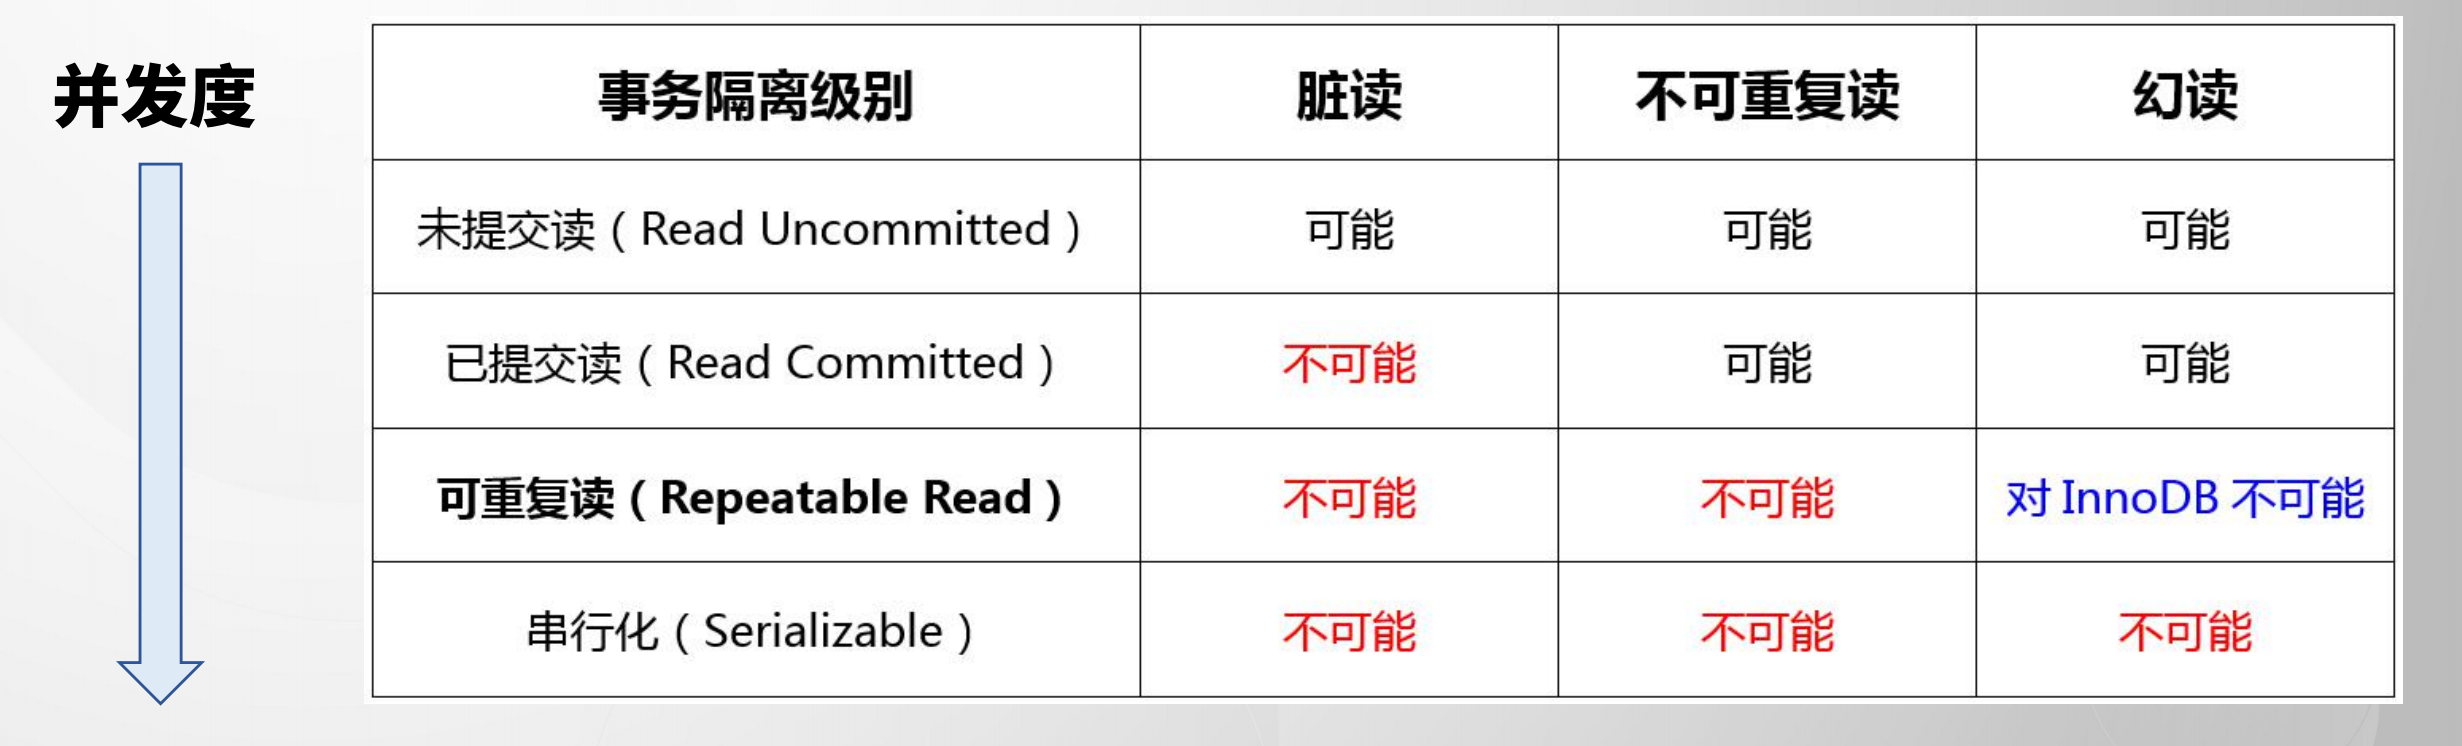 并发度
事务隔离级别 脏读 不可重复读 幻读
未提交读（Read Uncommitted） 可能 可能 可能
已提交读（Read Committed） 不可能 可能 可能
可重复读（Repeatable Read） 不可能 不可能 对 InnoDB 不可能
串行化（Serializable） 不可能 不可能 不可能